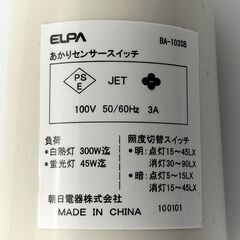 ELPA
BA-103SB
あかりセンサースイッチ
PS
E
JET
100V 50/60Hz 3A
負荷
・白熱灯 300W迄
・蛍光灯 45W迄
照度切替スイッチ
・明：点灯15～45LX
消灯30～90LX
・暗：点灯5～15LX
消灯15～45LX
朝日電器株式会社
MADE IN CHINA
100101